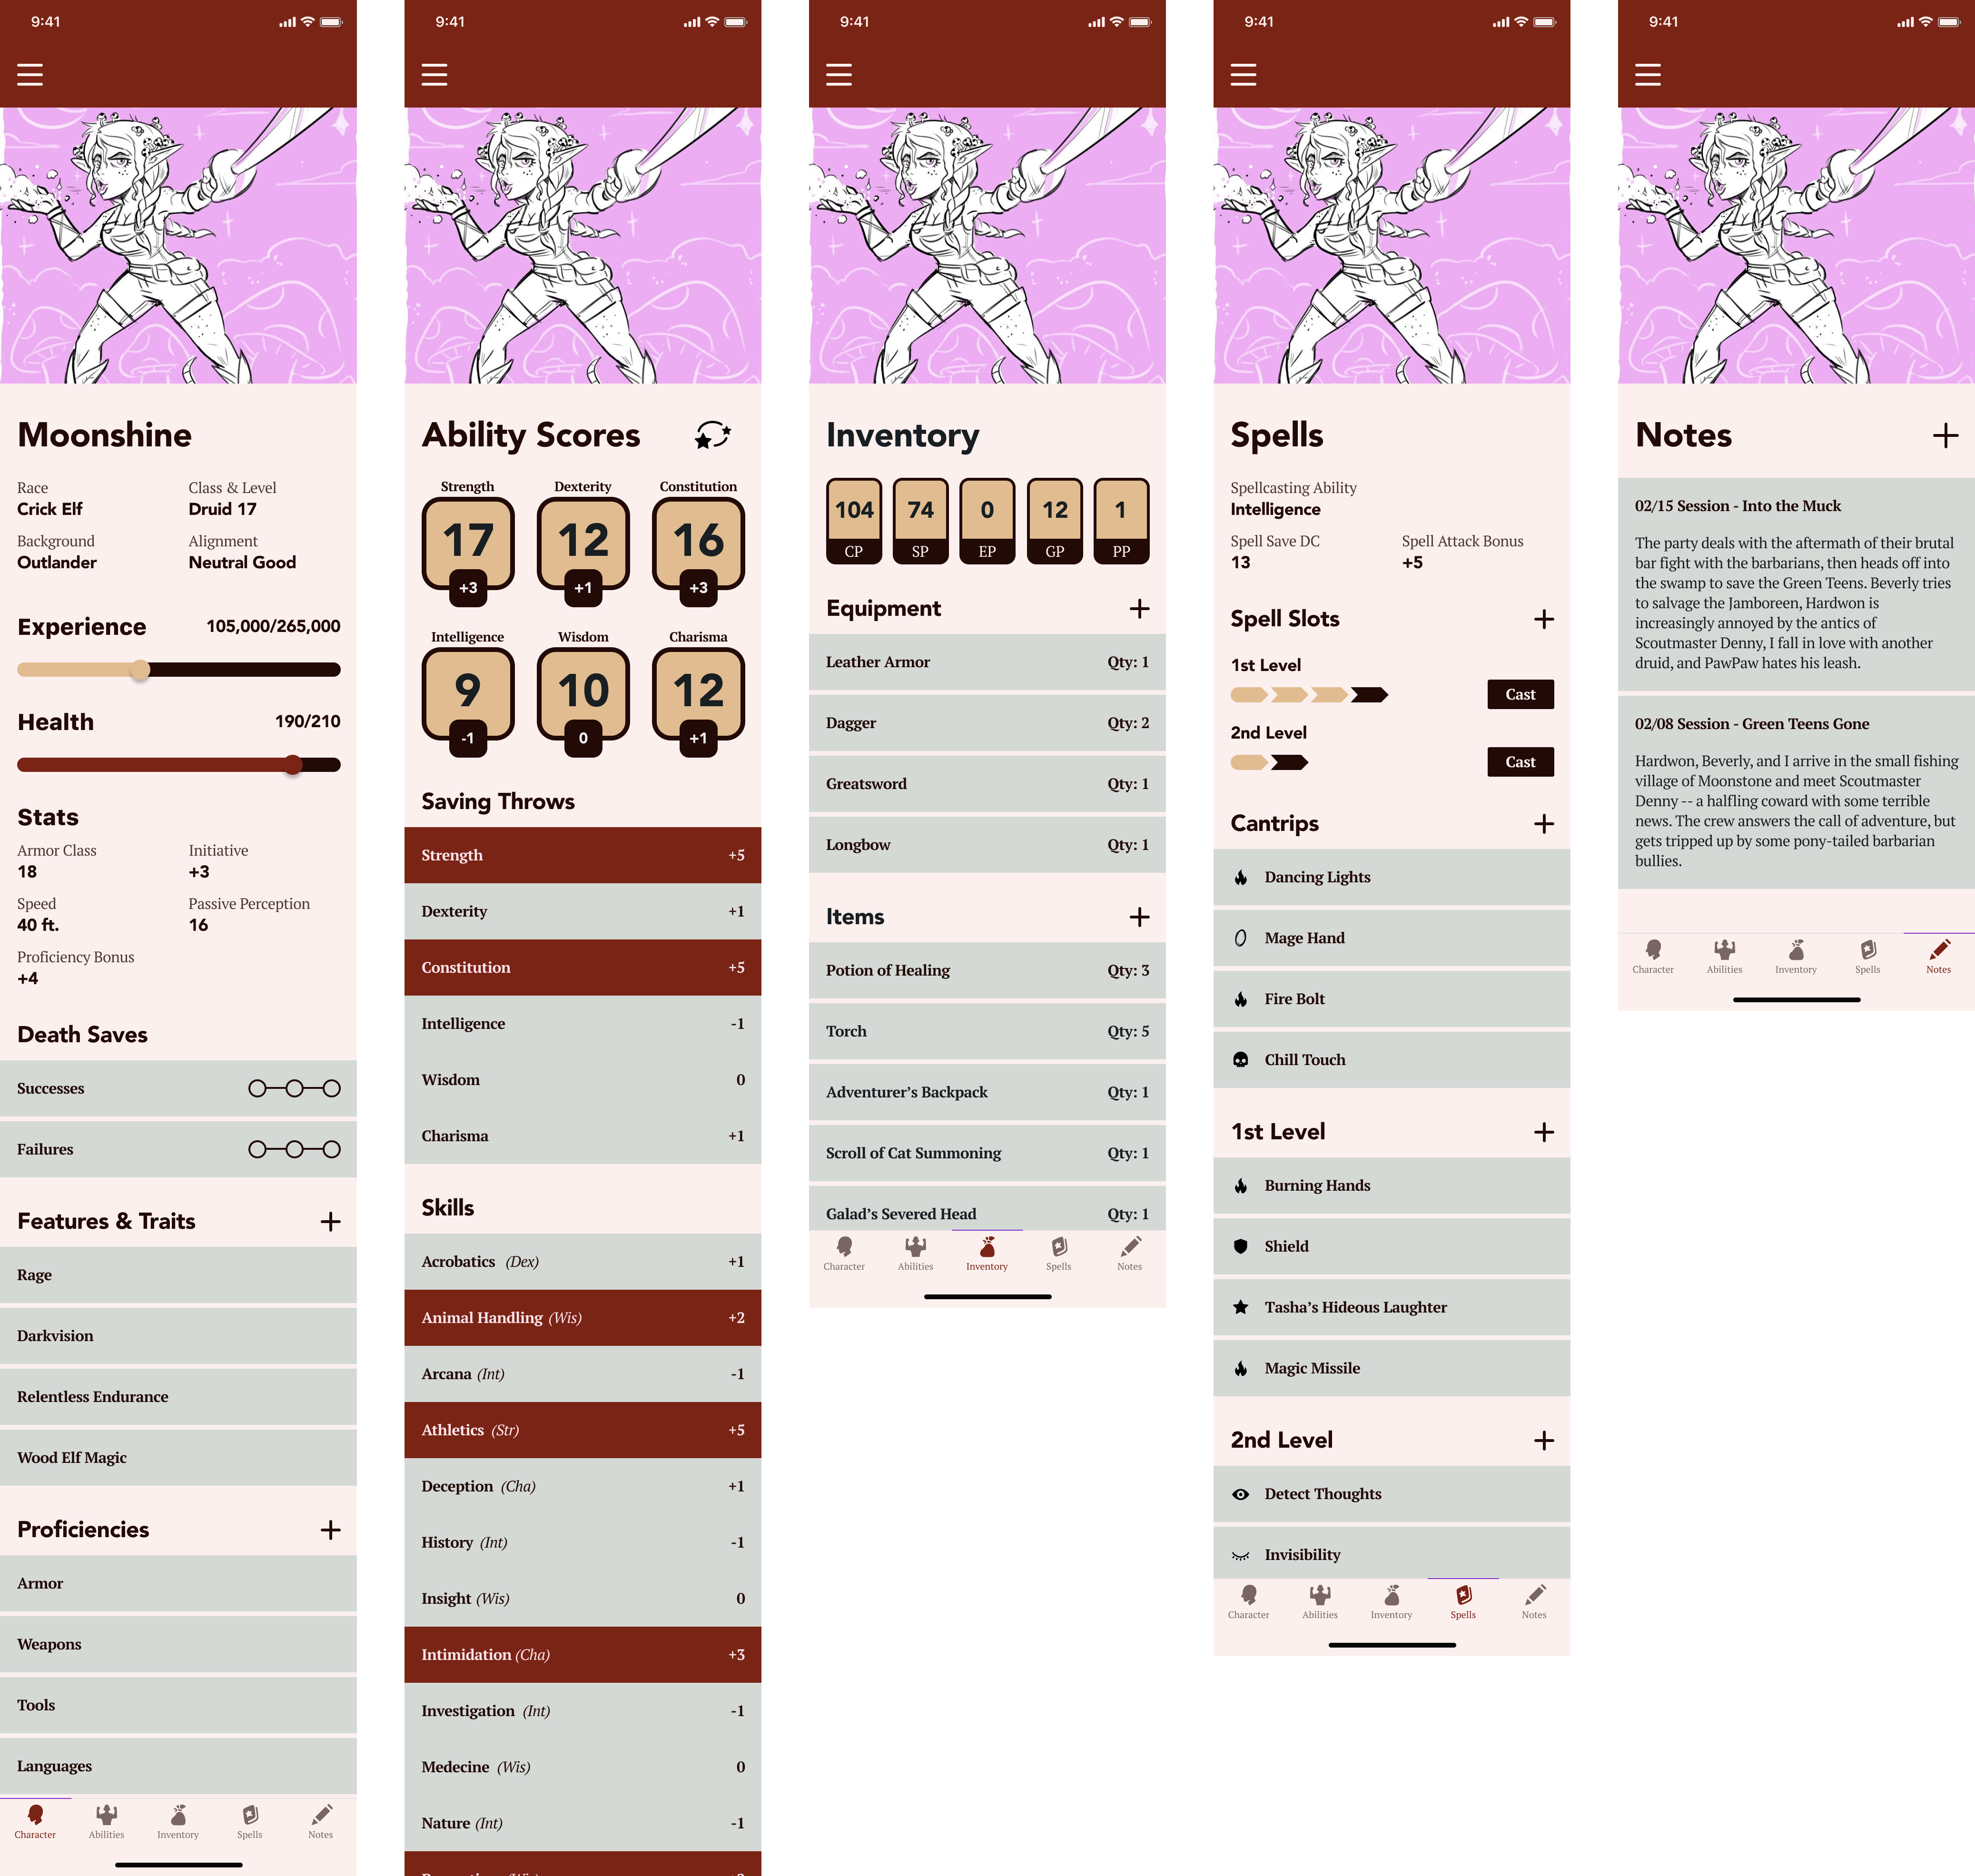 9:41
Moonshine
Race
Crick Elf
Class & Level
Druid 17
Background
Outlander
Alignment
Neutral Good
Experience 105,000/265,000
Health 190/210
Stats
Armor Class
18
Initiative
+3
Speed
40 ft.
Passive Perception
16
Proficiency Bonus
+4
Death Saves
Successes
Failures
Features & Traits
Rage
Darkvision
Relentless Endurance
Wood Elf Magic
Proficiencies
Armor
Weapons
Tools
Languages
Character Abilities Inventory Spells Notes
9:41
Ability Scores
Strength Dexterity Constitution
17 12 16
+3 +1 +3
Intelligence Wisdom Charisma
9 10 12
-1 0 +1
Saving Throws
Strength +5
Dexterity +1
Constitution +5
Intelligence -1
Wisdom 0
Charisma +1
Skills
Acrobatics (Dex) +1
Animal Handling (Wis) +2
Arcana (Int) -1
Athletics (Str) +5
Deception (Cha) +1
History (Int) -1
Insight (Wis) 0
Intimidation (Cha) +3
Investigation (Int) -1
Medecine (Wis) 0
Nature (Int) -1
9:41
Inventory
104 74 0 12 1
CP SP EP GP PP
Equipment
Leather Armor Qty: 1
Dagger Qty: 2
Greatsword Qty: 1
Longbow Qty: 1
Items
Potion of Healing Qty: 3
Torch Qty: 5
Adventurer's Backpack Qty: 1
Scroll of Cat Summoning Qty: 1
Galad's Severed Head Qty: 1
Character Abilities Inventory Spells Notes
9:41
Spells
Spellcasting Ability
Intelligence
Spell Save DC
13
Spell Attack Bonus
+5
Spell Slots
1st Level
Cast
2nd Level
Cast
Cantrips
Dancing Lights
Mage Hand
Fire Bolt
Chill Touch
1st Level
Burning Hands
Shield
Tasha's Hideous Laughter
Magic Missile
2nd Level
Detect Thoughts
Invisibility
Character Abilities Inventory Spells Notes
9:41
Notes
02/15 Session - Into the Muck
The party deals with the aftermath of their brutal
bar fight with the barbarians, then heads off into
the swamp to save the Green Teens. Beverly tries
to salvage the Jamboreen, Hardwon is
increasingly annoyed by the antics of
Scoutmaster Denny, I fall in love with another
druid, and PawPaw hates his leash.
02/08 Session - Green Teens Gone
Hardwon, Beverly, and I arrive in the small fishing
village of Moonstone and meet Scoutmaster
Denny -- a halfling coward with some terrible
news. The crew answers the call of adventure, but
gets tripped up by some pony-tailed barbarian
bullies.
Character Abilities Inventory Spells Notes